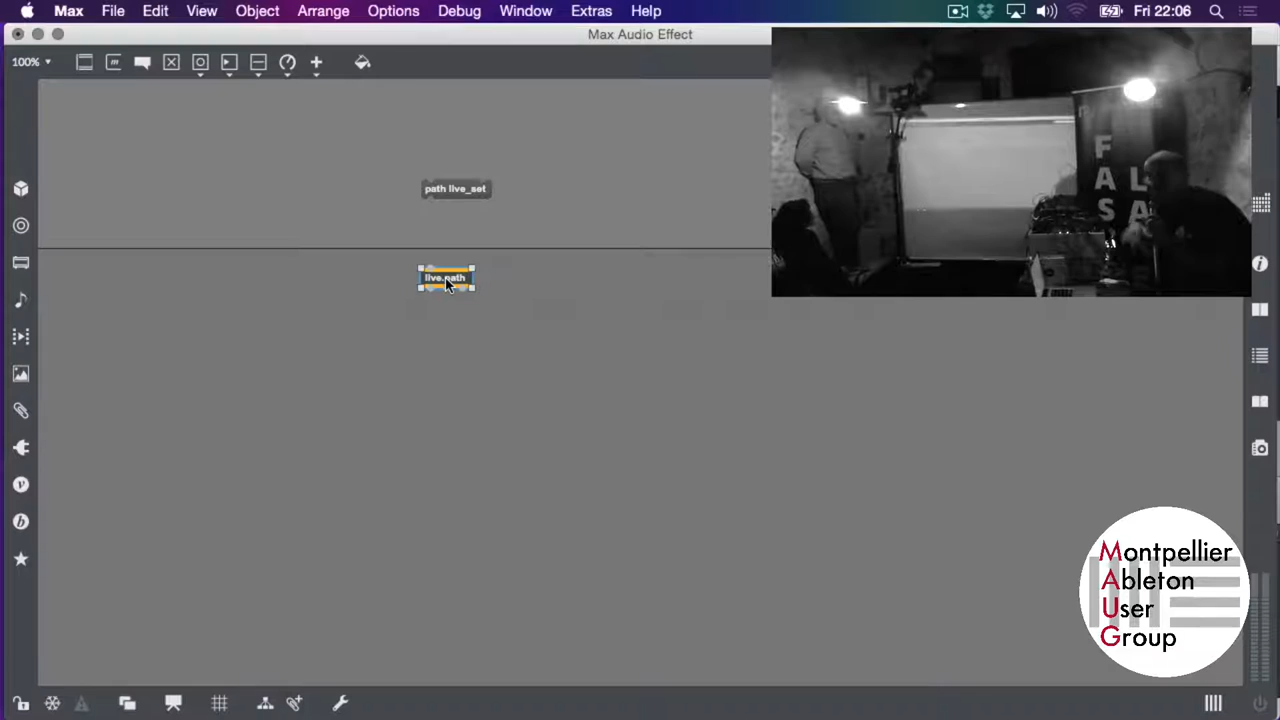 Max File Edit View Object Arrange Options Debug Window Extras Help Fri 22:06
Max Audio Effect
100%
path live_set
live.path
F
A L
S A
Montpellier
Ableton
User
Group